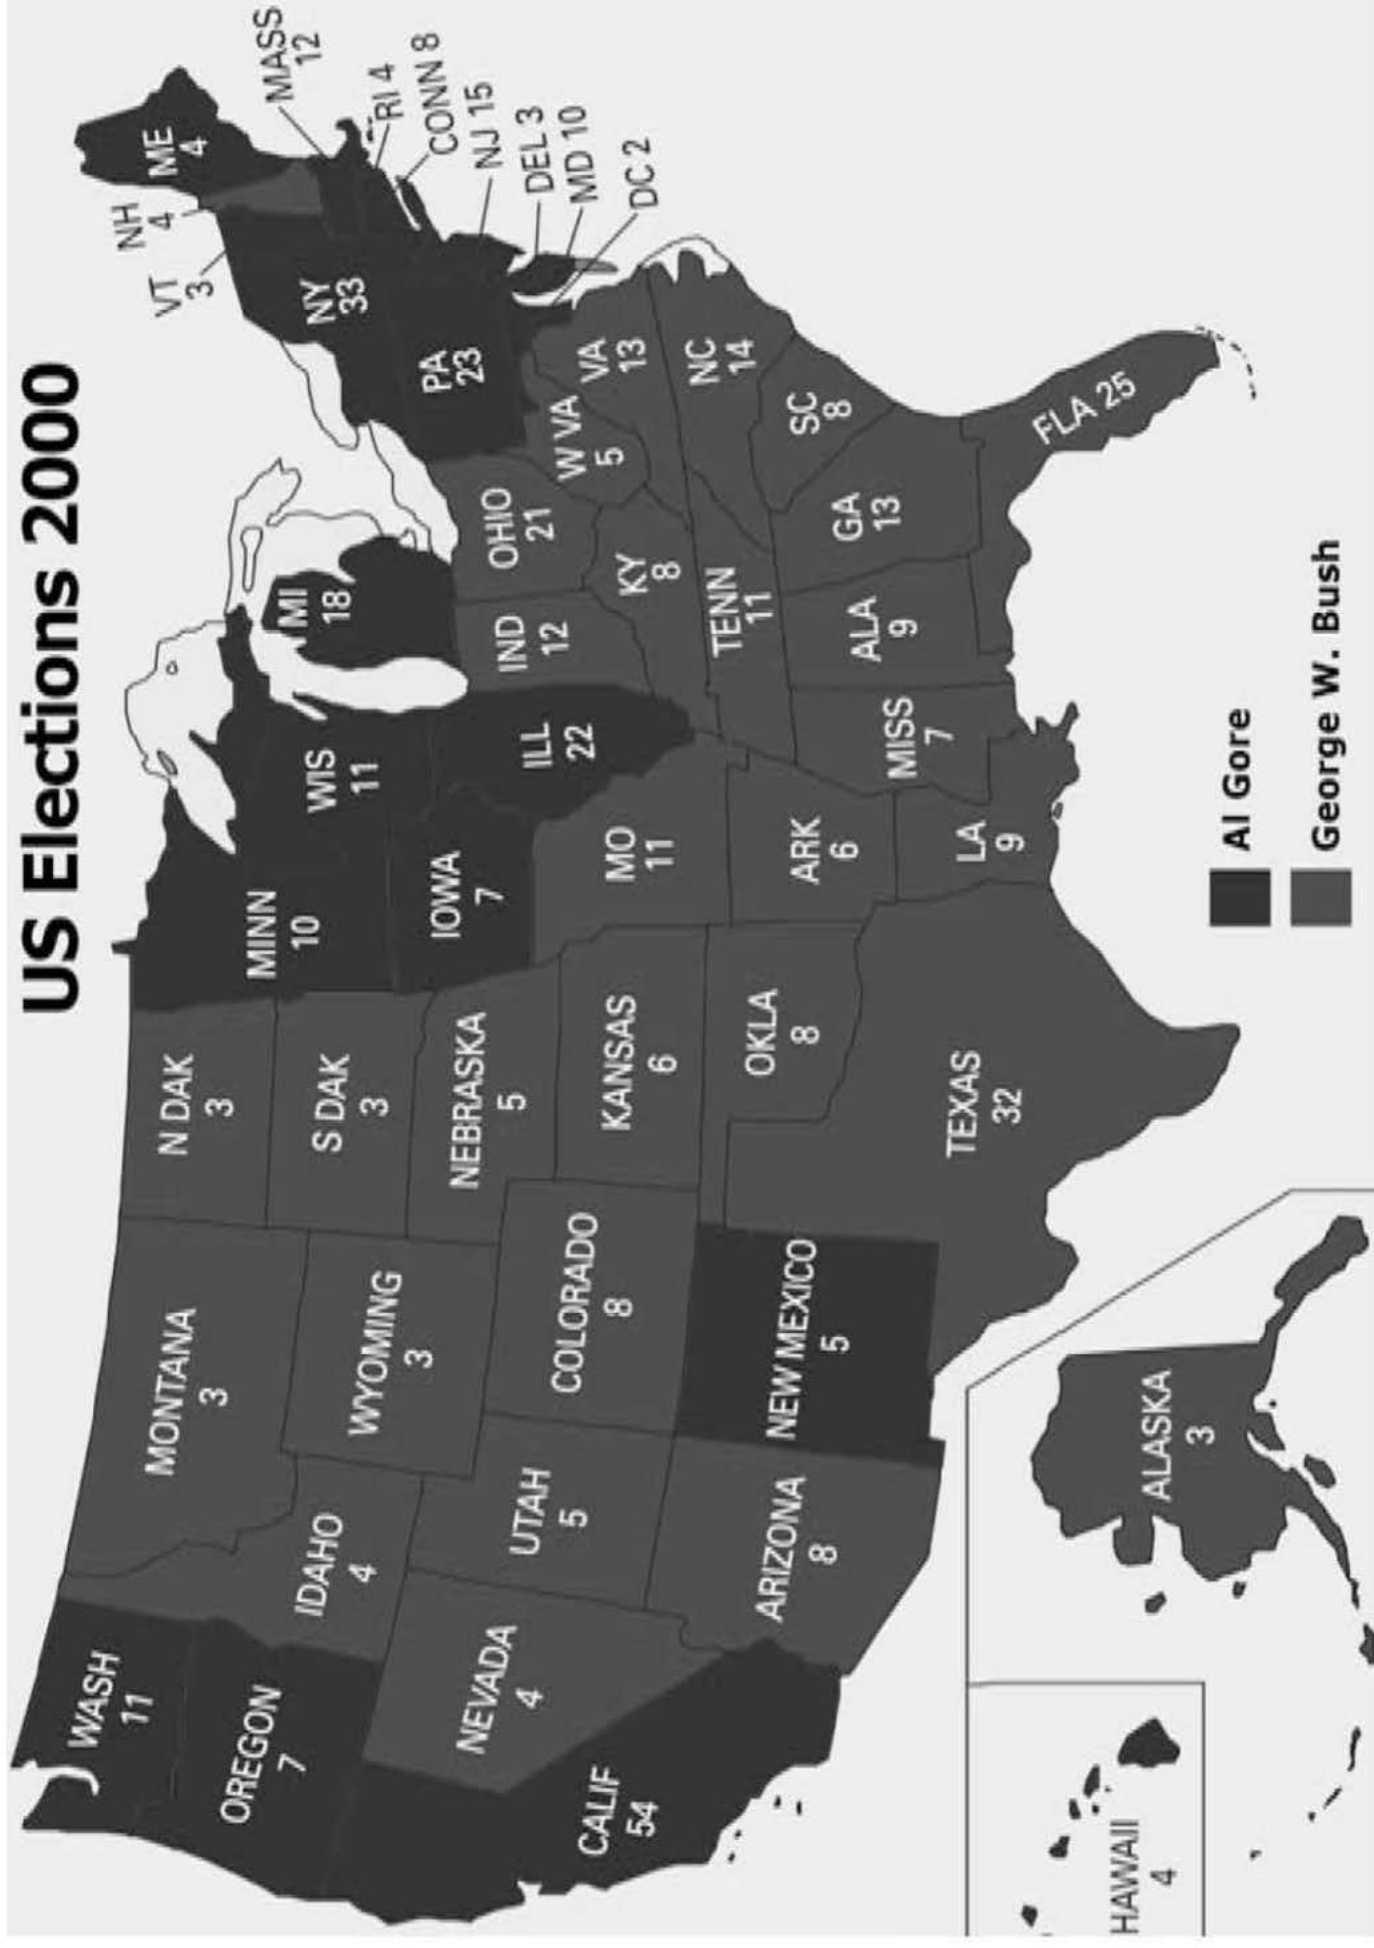 US Elections 2000
WASH
11
OREGON
7
CALIF
54
NEVADA
4
IDAHO
4
MONTANA
3
WYOMING
3
UTAH
5
ARIZONA
8
COLORADO
8
NEW MEXICO
5
N DAK
3
S DAK
3
NEBRASKA
5
KANSAS
6
OKLA
8
TEXAS
32
MINN
10
IOWA
7
MO
11
ARK
6
LA
9
WIS
11
ILL
22
MI
18
IND
12
OHIO
21
KY
8
TENN
11
MISS
7
ALA
9
GA
13
FLA 25
SC
8
NC
14
VA
13
W VA
5
PA
23
NY
33
VT
3
NH
4
ME
4
MASS
12
RI 4
CONN 8
NJ 15
DEL 3
MD 10
DC 2
ALASKA
3
HAWAII
4
Al Gore
George W. Bush